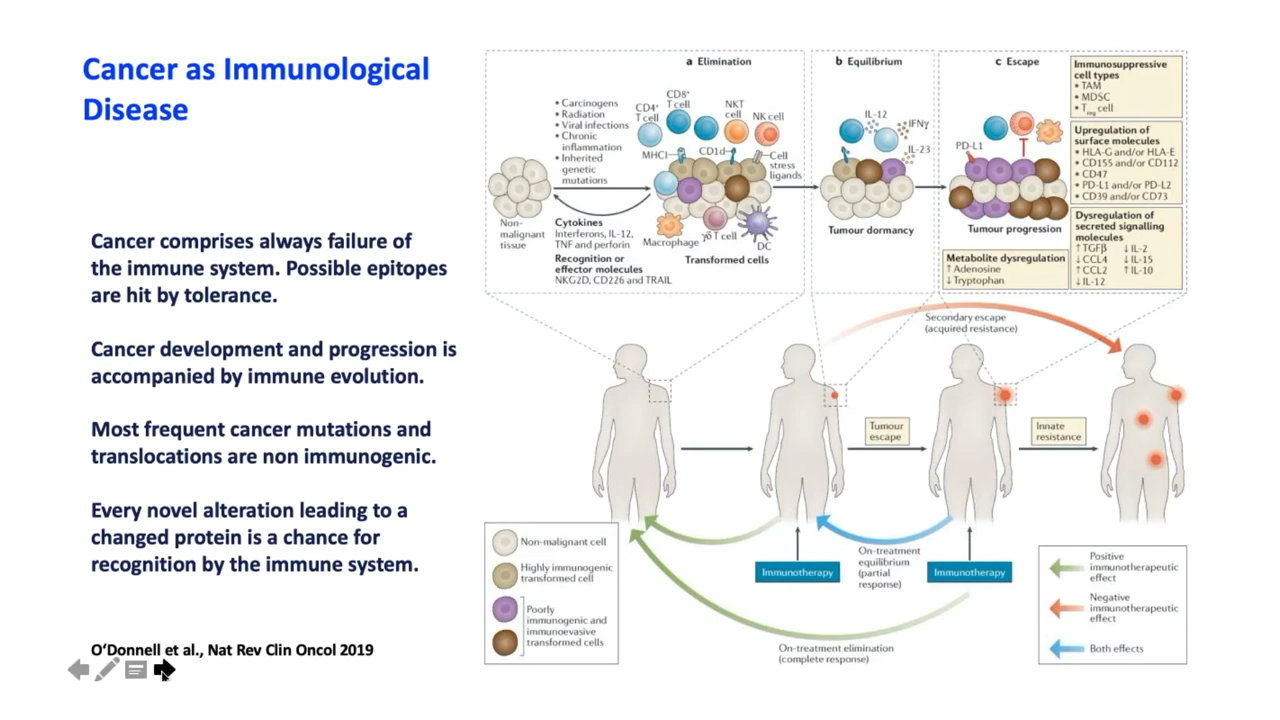 Cancer as Immunological
Disease
Cancer comprises always failure of
the immune system. Possible epitopes
are hit by tolerance.
Cancer development and progression is
accompanied by immune evolution.
Most frequent cancer mutations and
translocations are non immunogenic.
Every novel alteration leading to a
changed protein is a chance for
recognition by the immune system.
O‘Donnell et al., Nat Rev Clin Oncol 2019
a Elimination
• Carcinogens
• Radiation
• Viral infections
• Chronic
inflammation
• Inherited
genetic
mutations
CD4⁺
T cell
CD8⁺
T cell
NKT
cell
NK cell
MHCI
CD1d
Cell
stress
ligands
Non-
malignant
tissue
Cytokines
Interferons, IL-12,
TNF and perforin
Recognition or
effector molecules
NKG2D, CD226 and TRAIL
Macrophage
γδ T cell
DC
Transformed cells
b Equilibrium
IL-12
IFNγ
IL-23
Tumour dormancy
c Escape
PD-L1
Tumour progression
Metabolite dysregulation
↑ Adenosine
↓ Tryptophan
Immunosuppressive
cell types
• TAM
• MDSC
• Treg cell
Upregulation of
surface molecules
• HLA-G and/or HLA-E
• CD155 and/or CD112
• CD47
• PD-L1 and/or PD-L2
• CD39 and/or CD73
Dysregulation of
secreted signalling
molecules
↑ TGFβ ↓ IL-2
↓ CCL4 ↓ IL-15
↑ CCL2 ↑ IL-10
↓ IL-12
Secondary escape
(acquired resistance)
Tumour
escape
Innate
resistance
Immunotherapy
On-treatment
equilibrium
(partial
response)
Immunotherapy
On-treatment elimination
(complete response)
Non-malignant cell
Highly immunogenic
transformed cell
Poorly
immunogenic and
immunoevasive
transformed cells
Positive
immunotherapeutic
effect
Negative
immunotherapeutic
effect
Both effects